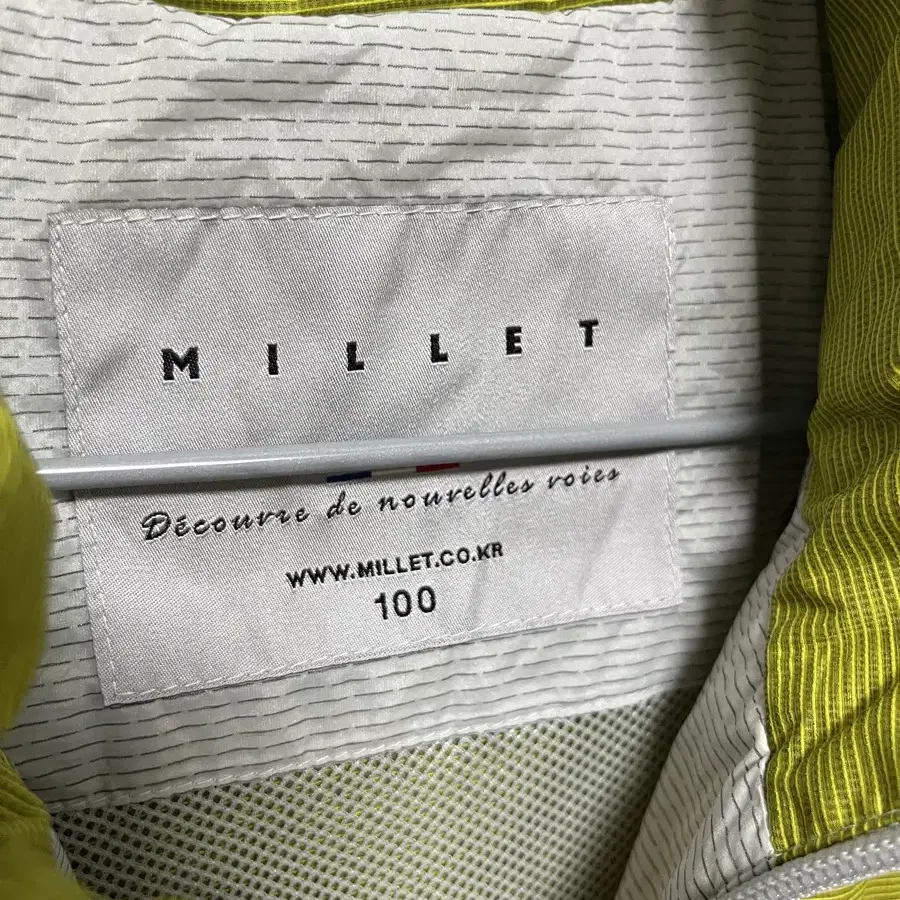 MILLET
Découvre de nouvelles voies
WWW.MILLET.CO.KR
100